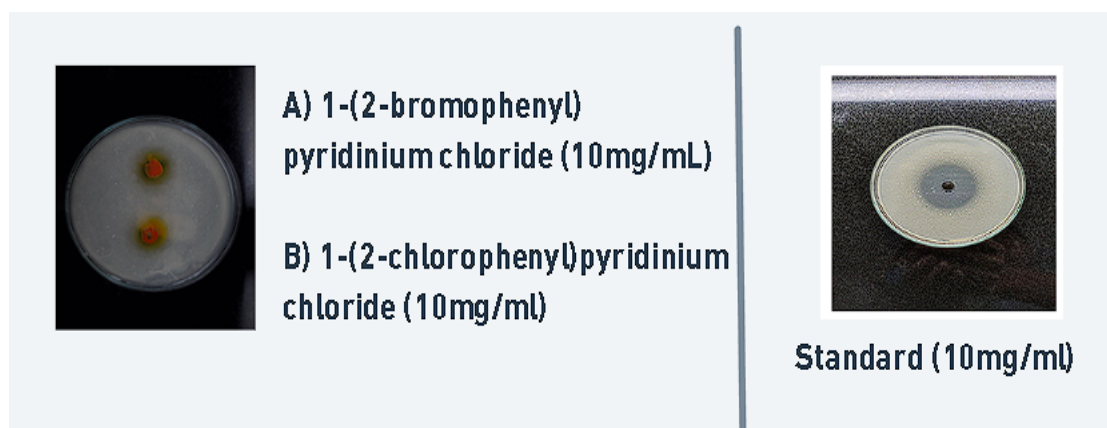 A) 1-(2-bromophenyl)
pyridinium chloride (10mg/mL)
B) 1-(2-chlorophenyl)pyridinium
chloride (10mg/ml)
Standard (10mg/ml)